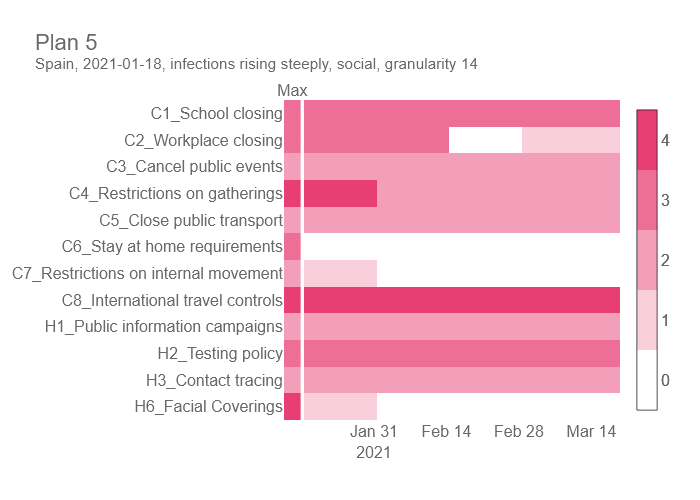 Plan 5
Spain, 2021-01-18, infections rising steeply, social, granularity 14
Max
C1_School closing
C2_Workplace closing
C3_Cancel public events
C4_Restrictions on gatherings
C5_Close public transport
C6_Stay at home requirements
C7_Restrictions on internal movement
C8_International travel controls
H1_Public information campaigns
H2_Testing policy
H3_Contact tracing
H6_Facial Coverings
Jan 31 Feb 14 Feb 28 Mar 14
2021
4
3
2
1
0